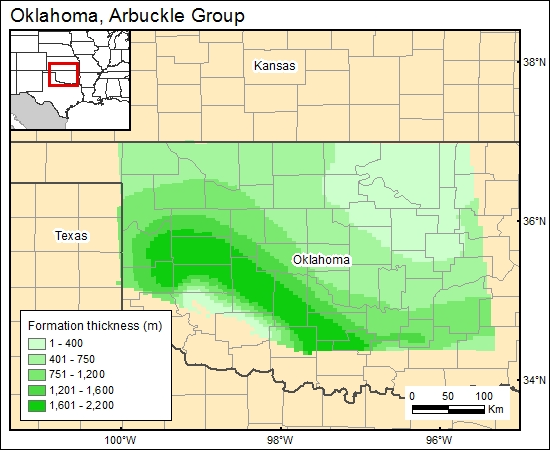 Oklahoma, Arbuckle Group
Kansas
38°N
36°N
Texas
Oklahoma
Formation thickness (m)
1 - 400
401 - 750
751 - 1,200
1,201 - 1,600
1,601 - 2,200
34°N
0 50 100
Km
100°W 98°W 96°W